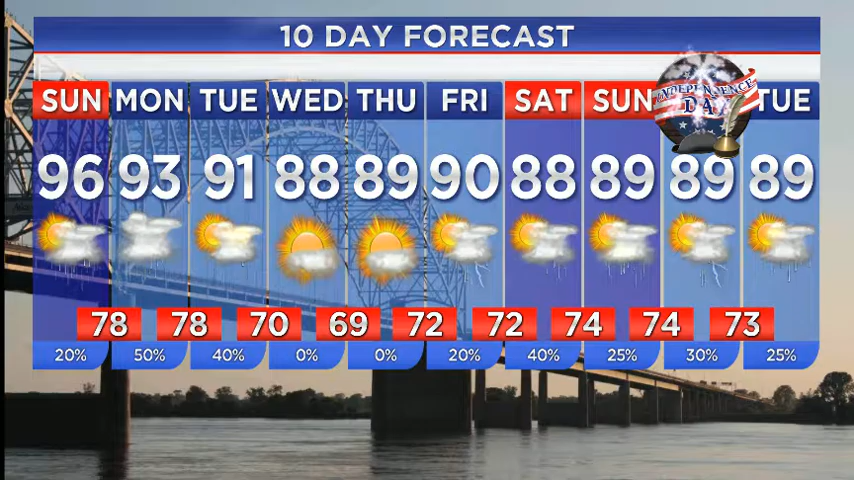 10 DAY FORECAST
SUN MON TUE WED THU FRI SAT SUN INDEPENDENCE DAY TUE
96 93 91 88 89 90 88 89 89 89
78 78 70 69 72 72 74 74 73
20% 50% 40% 0% 0% 20% 40% 25% 30% 25%